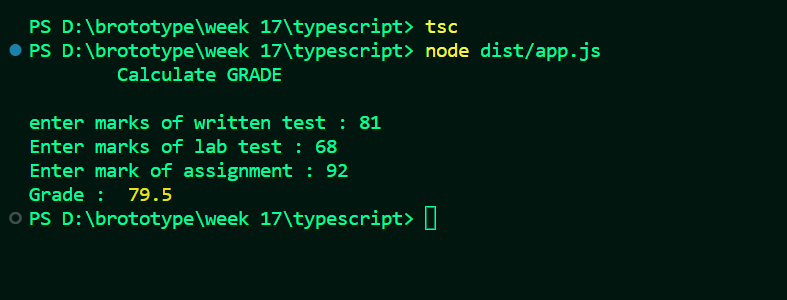 PS D:\brototype\week 17\typescript> tsc
PS D:\brototype\week 17\typescript> node dist/app.js
Calculate GRADE
enter marks of written test : 81
Enter marks of lab test : 68
Enter mark of assignment : 92
Grade :  79.5
PS D:\brototype\week 17\typescript>